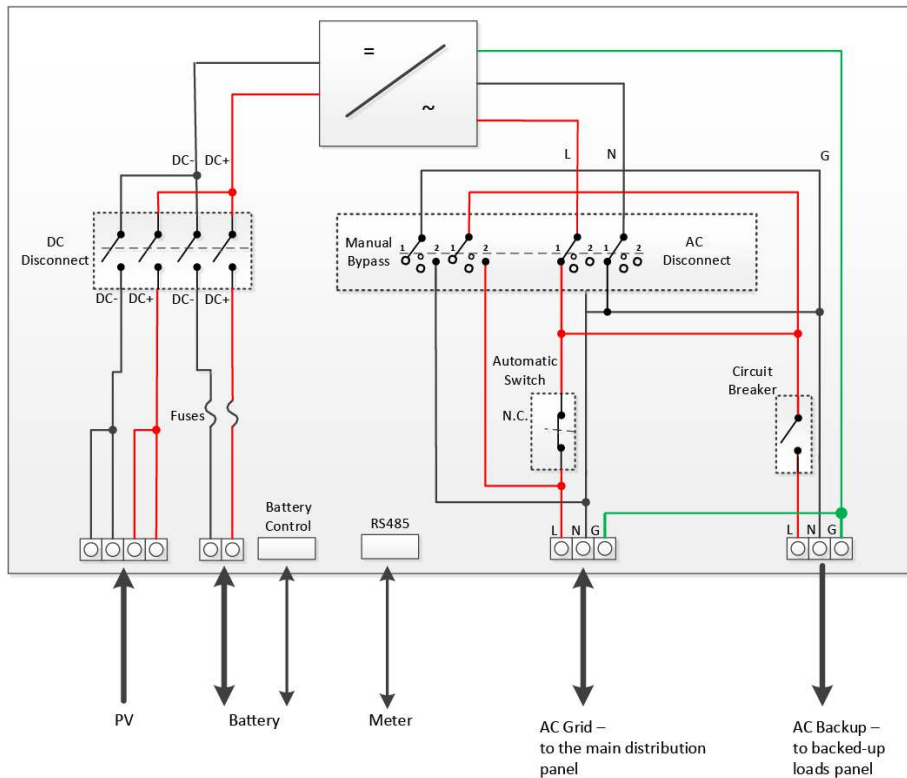 =
~
DC- DC+
L N G
DC
Disconnect
Manual
Bypass
1 2 1 2 1 2 1 2
AC
Disconnect
DC- DC+ DC- DC+
Automatic
Switch
N.C.
Circuit
Breaker
Fuses
Battery
Control
RS485
L N G
L N G
PV
Battery
Meter
AC Grid –
to the main distribution
panel
AC Backup –
to backed-up
loads panel